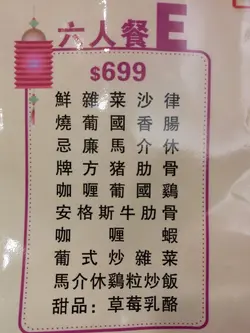 六人餐E
$699
鮮雜菜沙律
燒葡國香腸
忌廉馬介休
牌方猪肋骨
咖喱葡國鷄
安格斯牛肋骨
咖喱蝦
葡式炒雜菜
馬介休鷄粒炒飯
甜品：草莓乳酪